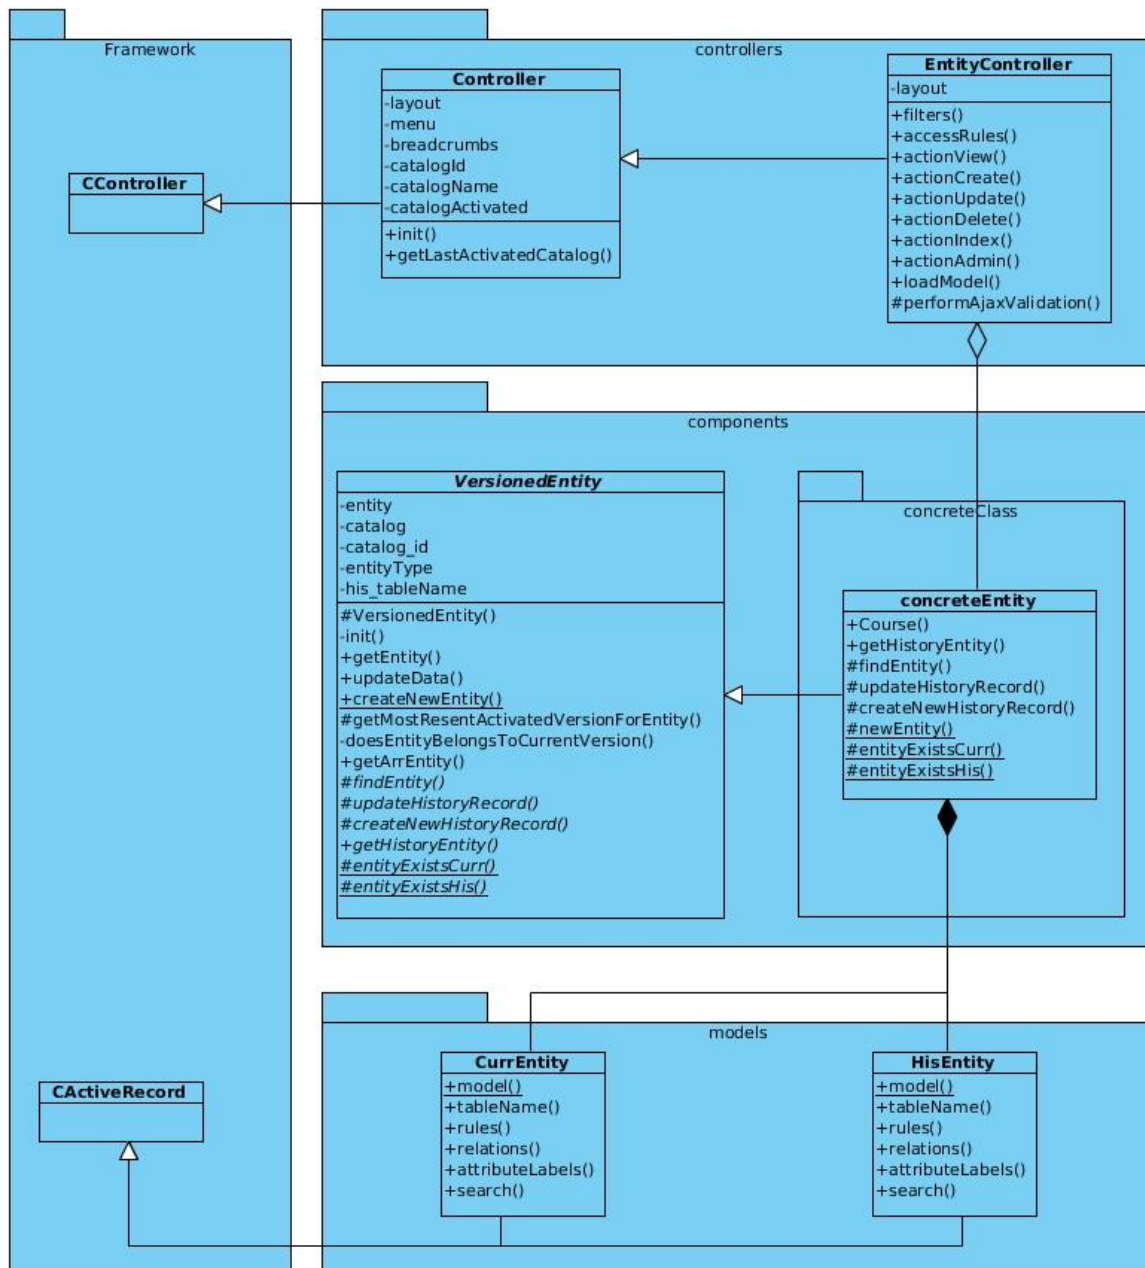 Framework
CController
CActiveRecord
controllers
Controller
-layout
-menu
-breadcrumbs
-catalogId
-catalogName
-catalogActivated
+init()
+getLastActivatedCatalog()
EntityController
-layout
+filters()
+accessRules()
+actionView()
+actionCreate()
+actionUpdate()
+actionDelete()
+actionIndex()
+actionAdmin()
+loadModel()
#performAjaxValidation()
components
VersionedEntity
-entity
-catalog
-catalog_id
-entityType
-his_tableName
#VersionedEntity()
-init()
+getEntity()
+updateData()
+createNewEntity()
#getMostResentActivatedVersionForEntity()
-doesEntityBelongsToCurrentVersion()
+getArrEntity()
#findEntity()
#updateHistoryRecord()
#createNewHistoryRecord()
+getHistoryEntity()
#entityExistsCurr()
#entityExistsHis()
concreteClass
concreteEntity
+Course()
+getHistoryEntity()
#findEntity()
#updateHistoryRecord()
#createNewHistoryRecord()
#newEntity()
#entityExistsCurr()
#entityExistsHis()
models
CurrEntity
+model()
+tableName()
+rules()
+relations()
+attributeLabels()
+search()
HisEntity
+model()
+tableName()
+rules()
+relations()
+attributeLabels()
+search()